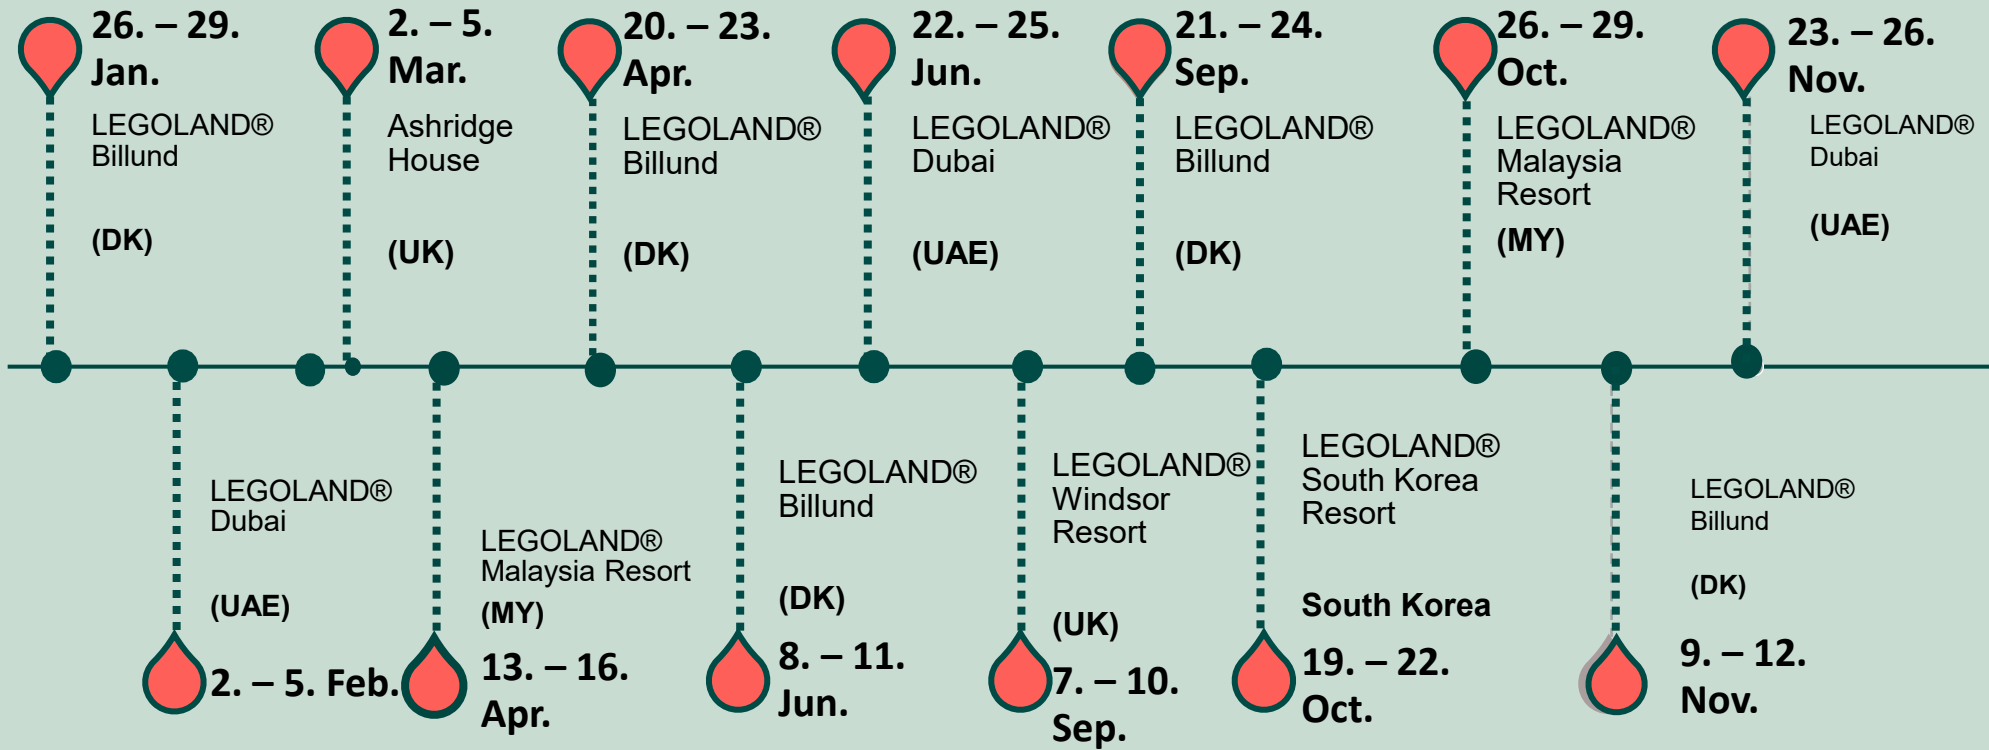 26. – 29.
Jan.
LEGOLAND®
Billund
(DK)
2. – 5.
Mar.
Ashridge
House
(UK)
20. – 23.
Apr.
LEGOLAND®
Billund
(DK)
22. – 25.
Jun.
LEGOLAND®
Dubai
(UAE)
21. – 24.
Sep.
LEGOLAND®
Billund
(DK)
26. – 29.
Oct.
LEGOLAND®
Malaysia
Resort
(MY)
23. – 26.
Nov.
LEGOLAND®
Dubai
(UAE)
LEGOLAND®
Dubai
(UAE)
2. – 5. Feb.
LEGOLAND®
Malaysia Resort
(MY)
13. – 16.
Apr.
LEGOLAND®
Billund
(DK)
8. – 11.
Jun.
LEGOLAND®
Windsor
Resort
(UK)
7. – 10.
Sep.
LEGOLAND®
South Korea
Resort
South Korea
19. – 22.
Oct.
LEGOLAND®
Billund
(DK)
9. – 12.
Nov.